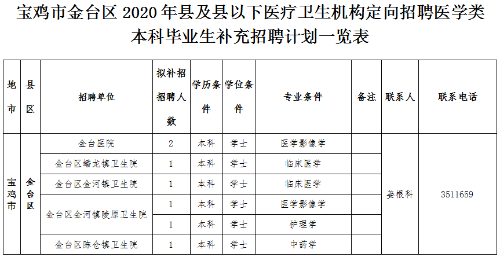 宝鸡市金台区 2020 年县及县以下医疗卫生机构定向招聘医学类
本科毕业生补充招聘计划一览表
地市 县区 招聘单位 拟补招招聘人数 学历条件 学位条件 专业条件 备注 联系人 联系电话
宝鸡市 金台区 金台医院 2 本科 学士 医学影像学 姜根科 3511659
金台区蟠龙镇卫生院 1 本科 学士 临床医学
金台区金河镇卫生院 1 本科 学士 临床医学
金台区金河镇陵原卫生院 1 本科 学士 医学影像学
1 本科 学士 护理学
金台区陈仓镇卫生院 1 本科 学士 中药学